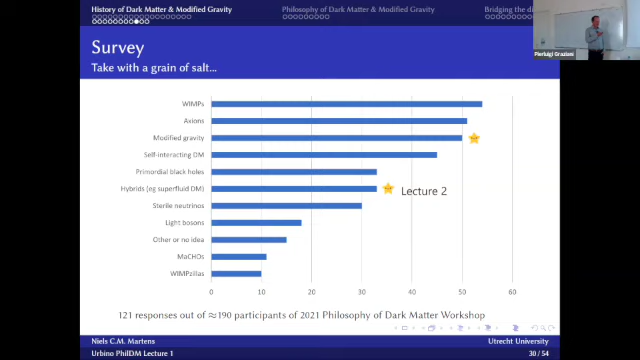 History of Dark Matter & Modified Gravity
Philosophy of Dark Matter & Modified Gravity
Bridging the di
Survey
Take with a grain of salt...
Pierluigi Graziani
WIMPs
Axions
Modified gravity
Self-interacting DM
Primordial black holes
Hybrids (eg superfluid DM)
Lecture 2
Sterile neutrinos
Light bosons
Other or no idea
MaCHOs
WIMPzillas
0 10 20 30 40 50 60
121 responses out of ≈190 participants of 2021 Philosophy of Dark Matter Workshop
Niels C.M. Martens
Utrecht University
Urbino PhilDM Lecture 1
30 / 54